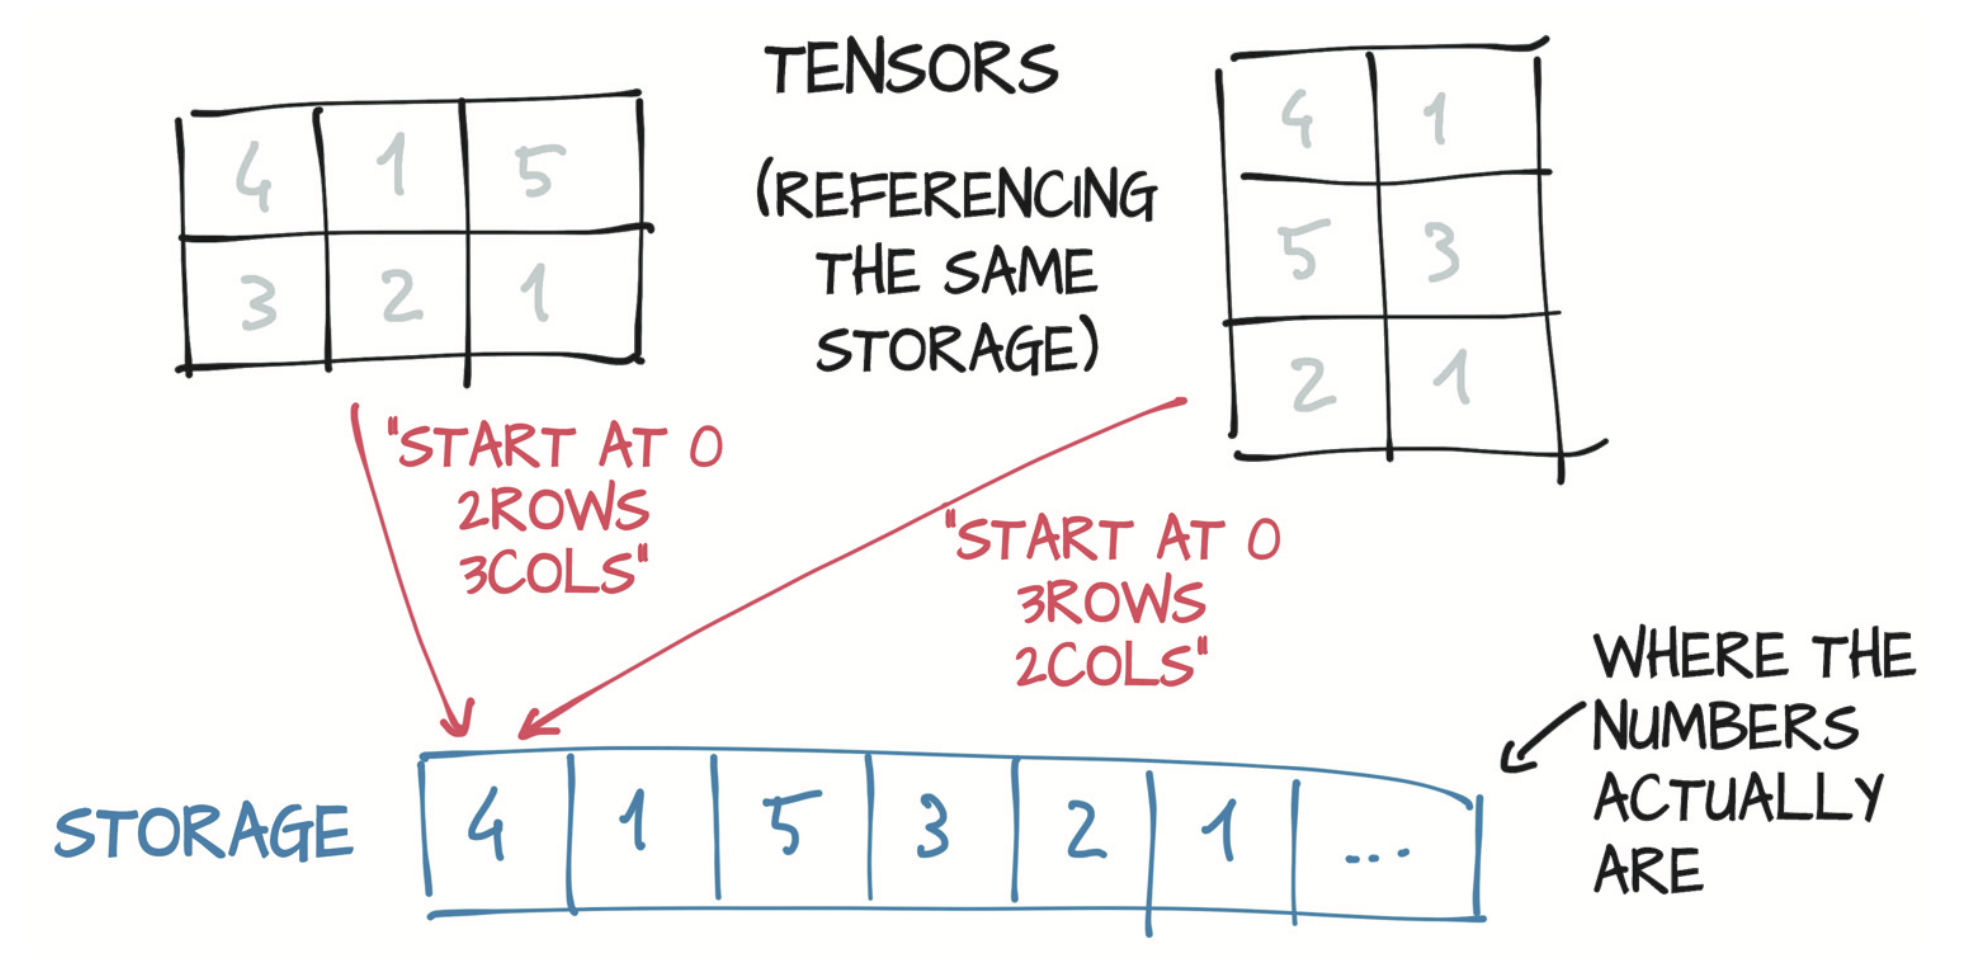 TENSORS
(REFERENCING
THE SAME
STORAGE)
4 1 5
3 2 1
4 1
5 3
2 1
"START AT 0
2ROWS
3COLS"
"START AT 0
3ROWS
2COLS"
WHERE THE
NUMBERS
ACTUALLY
ARE
STORAGE
4 1 5 3 2 1 ...